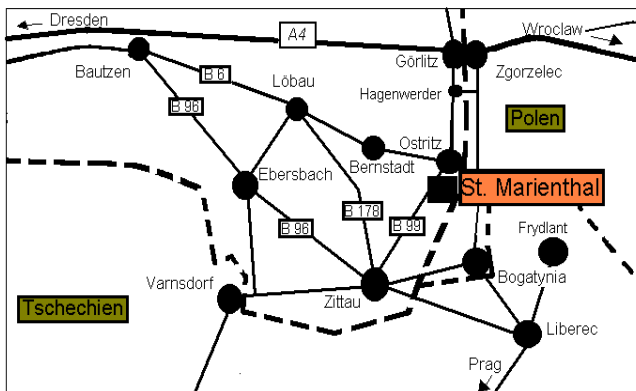 Dresden
A4
Wroclaw
Bautzen
B 6
Löbau
Görlitz
Zgorzelec
Hagenwerder
B 96
Polen
Ostritz
Bernstadt
Ebersbach
St. Marienthal
B 178
B 99
B 96
Frydlant
Varnsdorf
Zittau
Bogatynia
Tschechien
Liberec
Prag